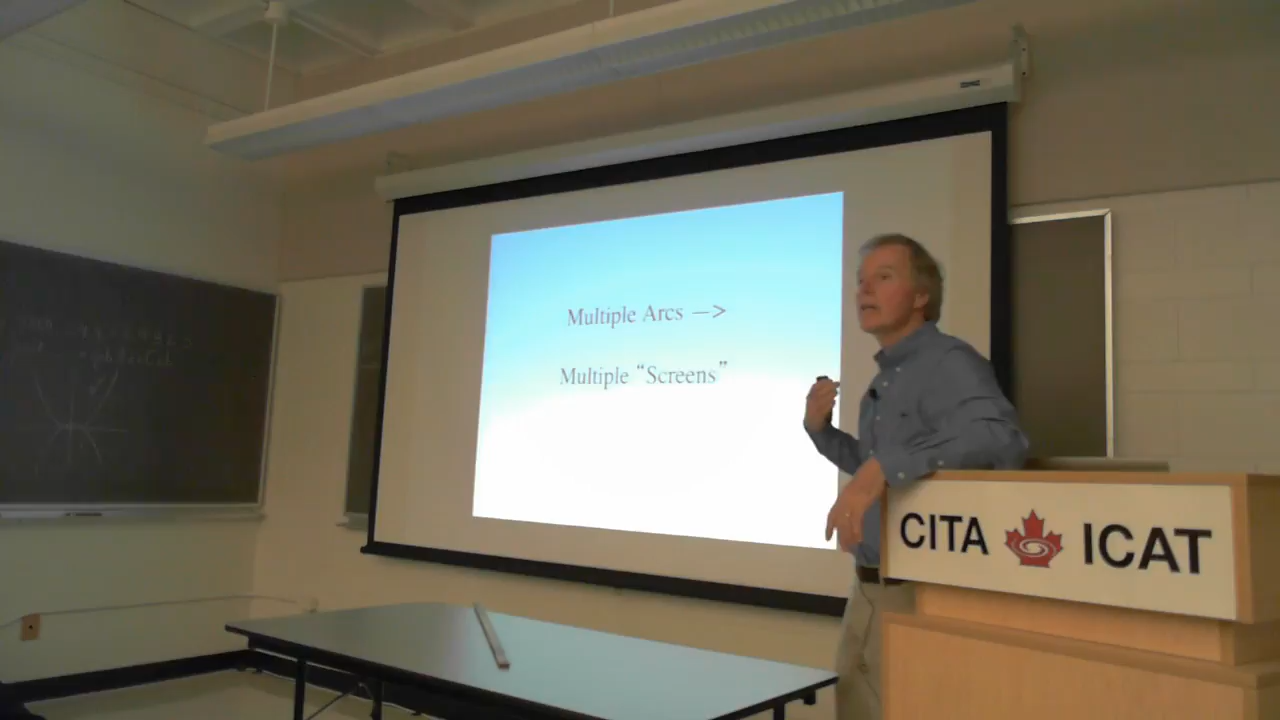 Multiple Arcs —>
Multiple “Screens”
CITA ICAT